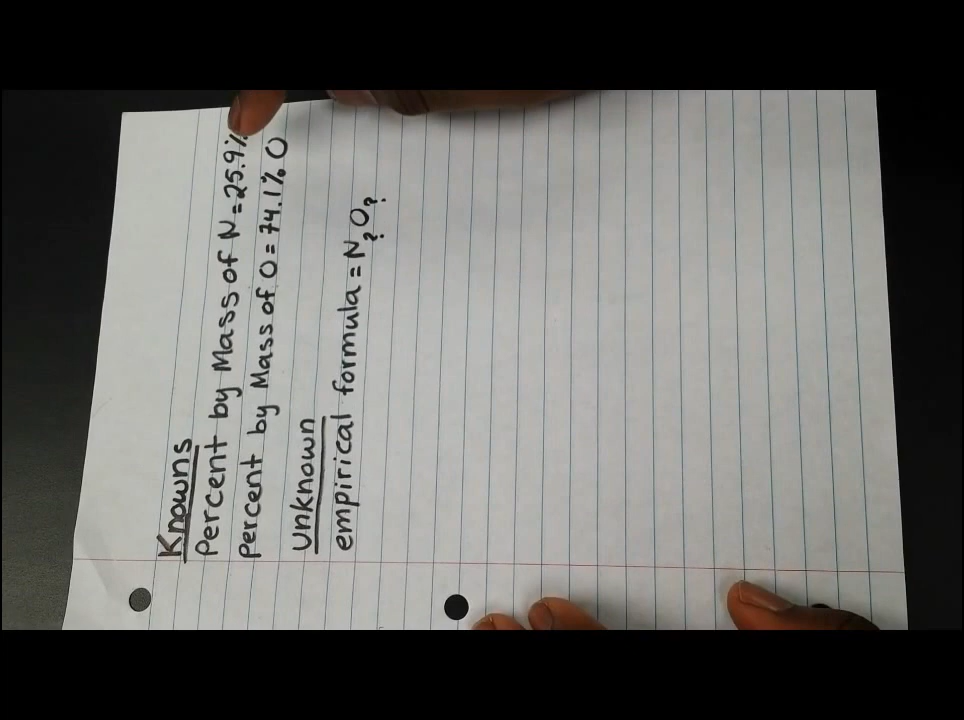 Knowns
Percent by Mass of N = 25.9%
Percent by Mass of O = 74.1% O
Unknown
empirical formula = N?O?